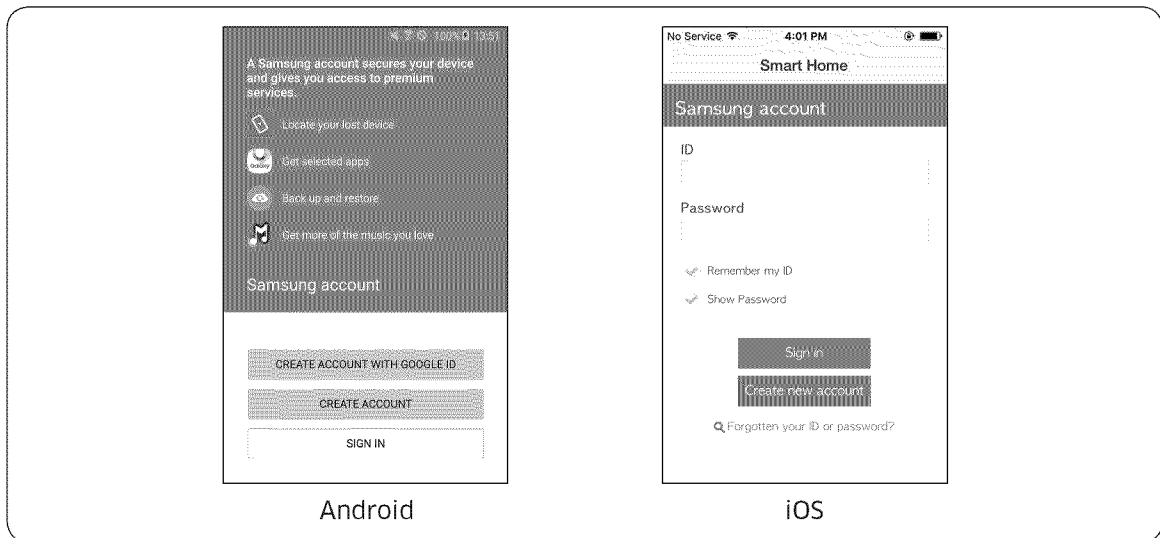 100% 13:51
A Samsung account secures your device
and gives you access to premium
services.
Locate your lost device
Galaxy
Get selected apps
Back up and restore
Get more of the music you love
Samsung account
CREATE ACCOUNT WITH GOOGLE ID
CREATE ACCOUNT
SIGN IN
Android
No Service 4:01 PM
Smart Home
Samsung account
ID
Password
Remember my ID
Show Password
Sign in
Create new account
Forgotten your ID or password?
iOS